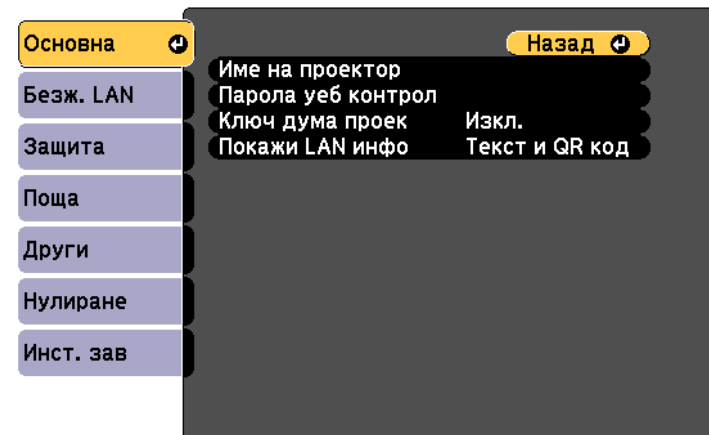 Основна
Безж. LAN
Защита
Поща
Други
Нулиране
Инст. зав
Назад
Име на проектор
Парола уеб контрол
Ключ дума проек Изкл.
Покажи LAN инфо Текст и QR код